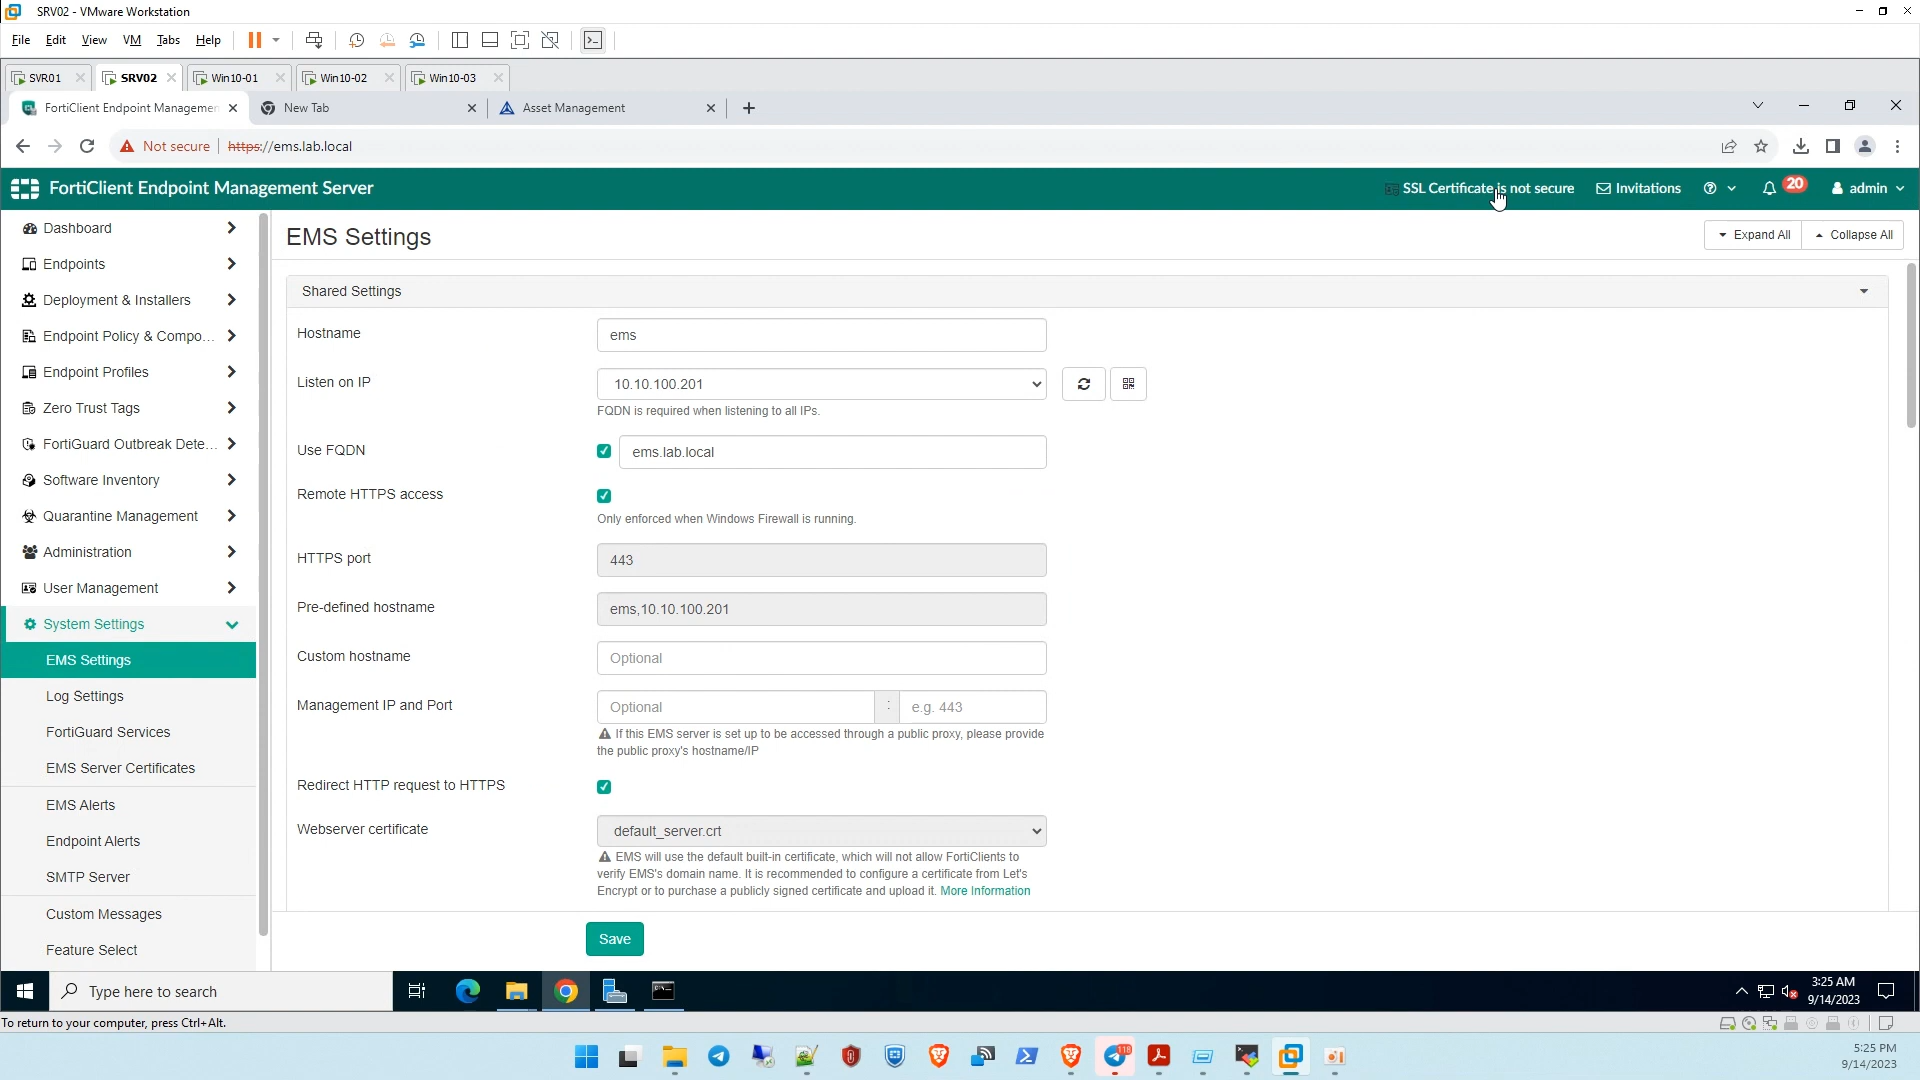 SRV02 - VMware Workstation
File Edit View VM Tabs Help
SVR01 SRV02 Win10-01 Win10-02 Win10-03
FortiClient Endpoint Managemen New Tab Asset Management
Not secure https://ems.lab.local
FortiClient Endpoint Management Server SSL Certificate is not secure Invitations 20 admin
Dashboard
Endpoints
Deployment & Installers
Endpoint Policy & Compo...
Endpoint Profiles
Zero Trust Tags
FortiGuard Outbreak Dete...
Software Inventory
Quarantine Management
Administration
User Management
System Settings
EMS Settings
Log Settings
FortiGuard Services
EMS Server Certificates
EMS Alerts
Endpoint Alerts
SMTP Server
Custom Messages
Feature Select
EMS Settings Expand All Collapse All
Shared Settings
Hostname ems
Listen on IP 10.10.100.201
FQDN is required when listening to all IPs.
Use FQDN ems.lab.local
Remote HTTPS access
Only enforced when Windows Firewall is running.
HTTPS port 443
Pre-defined hostname ems,10.10.100.201
Custom hostname Optional
Management IP and Port Optional : e.g. 443
If this EMS server is set up to be accessed through a public proxy, please provide
the public proxy's hostname/IP
Redirect HTTP request to HTTPS
Webserver certificate default_server.crt
EMS will use the default built-in certificate, which will not allow FortiClients to
verify EMS's domain name. It is recommended to configure a certificate from Let's
Encrypt or to purchase a publicly signed certificate and upload it. More Information
Save
Type here to search
3:25 AM
9/14/2023
To return to your computer, press Ctrl+Alt.
118
5:25 PM
9/14/2023